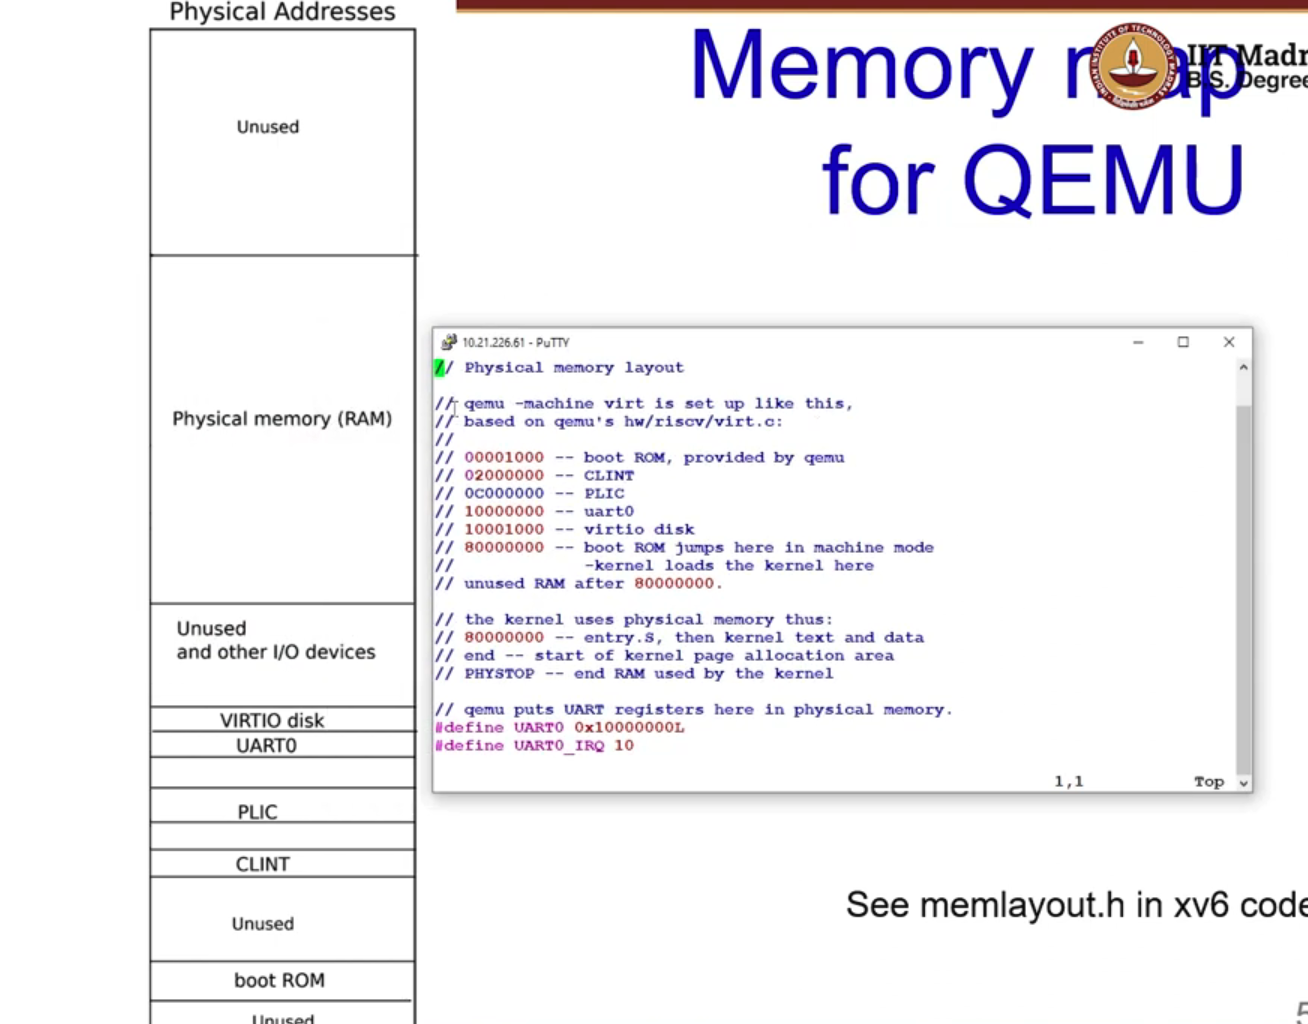 Physical Addresses
Unused
Physical memory (RAM)
Unused
and other I/O devices
VIRTIO disk
UART0
PLIC
CLINT
Unused
boot ROM
Unused
Memory map
for QEMU
IIT Madr
B.S. Degree
10.21.226.61 - PuTTY
// Physical memory layout
// qemu -machine virt is set up like this,
// based on qemu's hw/riscv/virt.c:
//
// 00001000 -- boot ROM, provided by qemu
// 02000000 -- CLINT
// 0C000000 -- PLIC
// 10000000 -- uart0
// 10001000 -- virtio disk
// 80000000 -- boot ROM jumps here in machine mode
// -kernel loads the kernel here
// unused RAM after 80000000.
// the kernel uses physical memory thus:
// 80000000 -- entry.S, then kernel text and data
// end -- start of kernel page allocation area
// PHYSTOP -- end RAM used by the kernel
// qemu puts UART registers here in physical memory.
#define UART0 0x10000000L
#define UART0_IRQ 10
1,1 Top
See memlayout.h in xv6 code